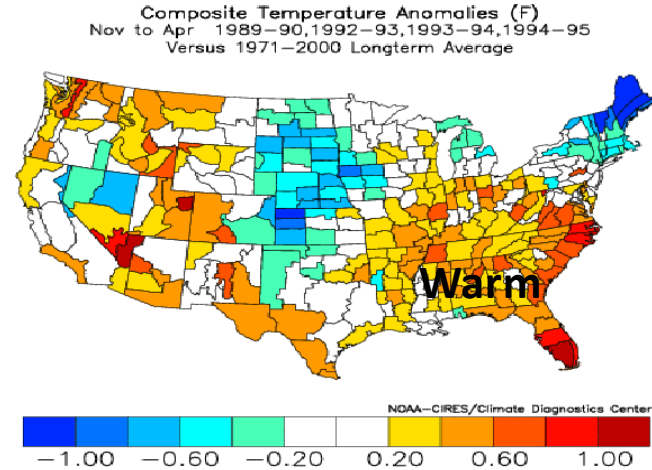 Composite Temperature Anomalies (F)
Nov to Apr 1989-90,1992-93,1993-94,1994-95
Versus 1971-2000 Longterm Average
Warm
NOAA-CIRES/Climate Diagnostics Center
-1.00 -0.60 -0.20 0.20 0.60 1.00